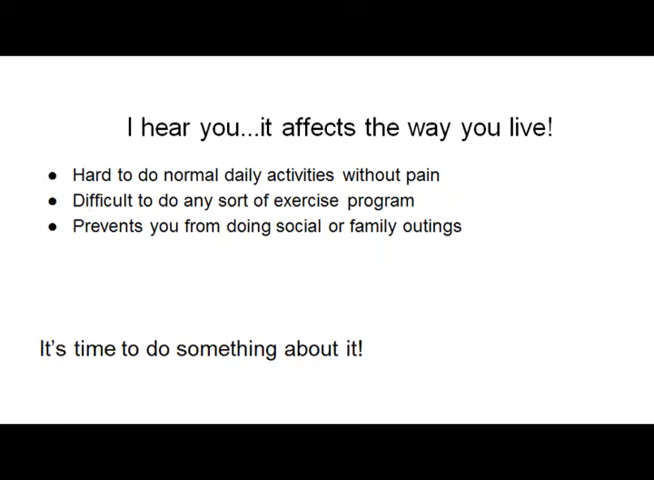 I hear you...it affects the way you live!
● Hard to do normal daily activities without pain
● Difficult to do any sort of exercise program
● Prevents you from doing social or family outings
It's time to do something about it!